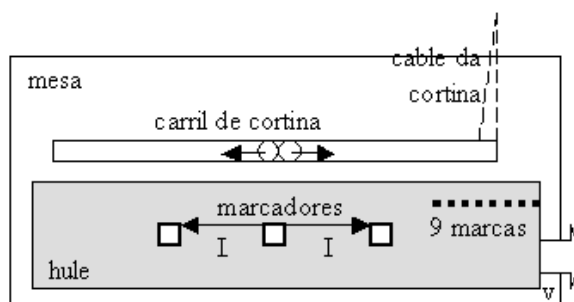 cable da
mesa
cortina
carril de cortina
marcadores
9 marcas
I I
hule
v